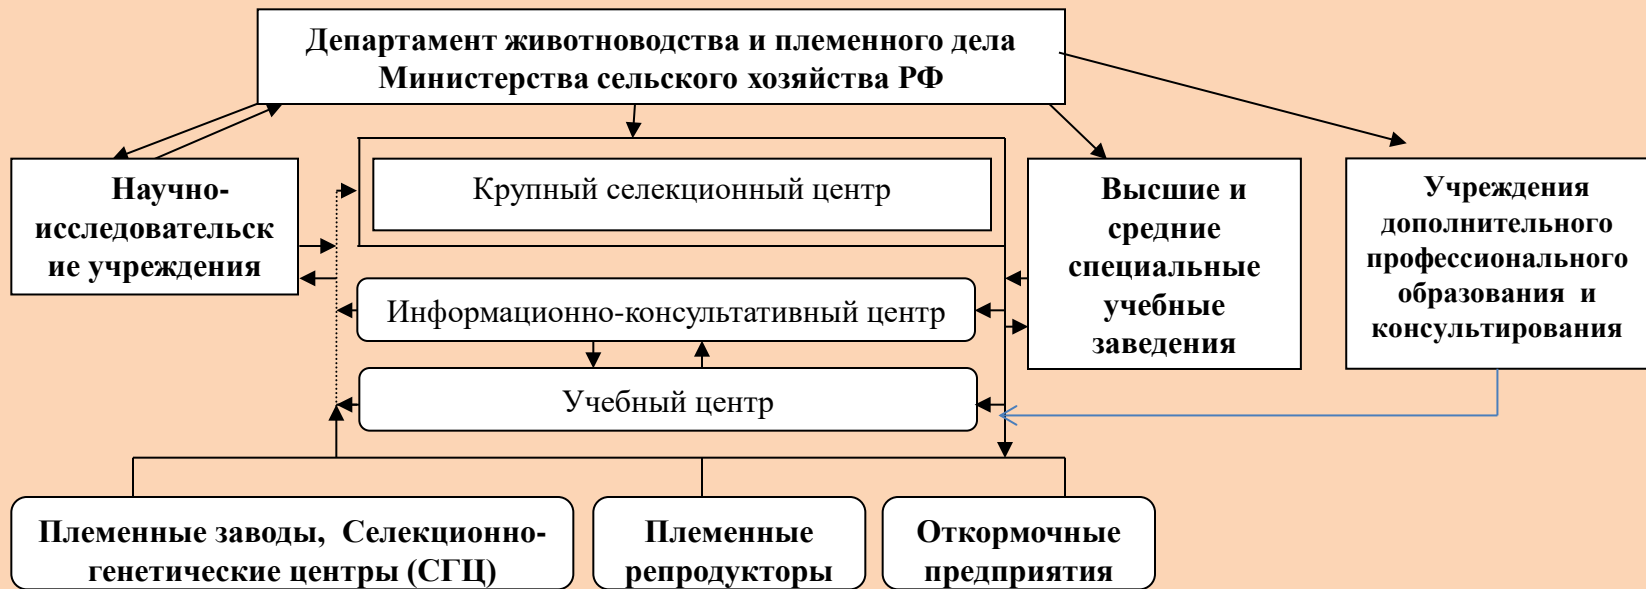 Департамент животноводства и племенного дела
Министерства сельского хозяйства РФ
Научно-
исследовательск
ие учреждения
Крупный селекционный центр
Высшие и
средние
специальные
учебные
заведения
Учреждения
дополнительного
профессионального
образования и
консультирования
Информационно-консультативный центр
Учебный центр
Племенные заводы, Селекционно-
генетические центры (СГЦ)
Племенные
репродукторы
Откормочные
предприятия